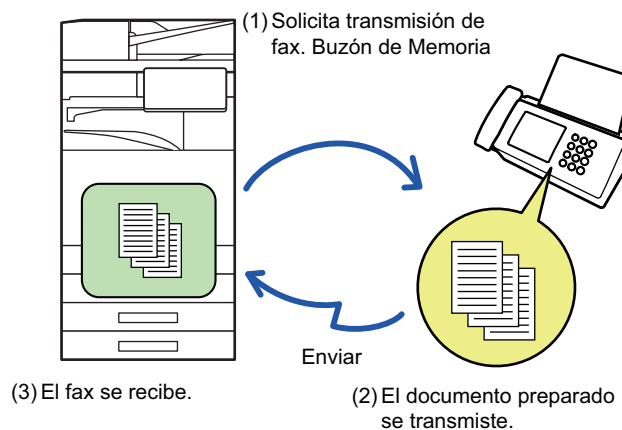 (1) Solicita transmisión de
fax. Buzón de Memoria
Enviar
(3) El fax se recibe.
(2) El documento preparado
se transmiste.